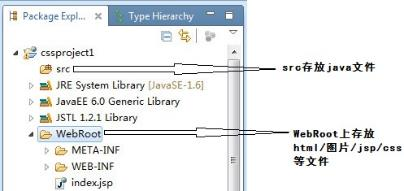 Package Expl...
Type Hierarchy
cssproject1
src
src存放java文件
JRE System Library [JavaSE-1.6]
JavaEE 6.0 Generic Library
JSTL 1.2.1 Library
WebRoot
WebRoot上存放
html/图片/jsp/css
等文件
META-INF
WEB-INF
index.jsp